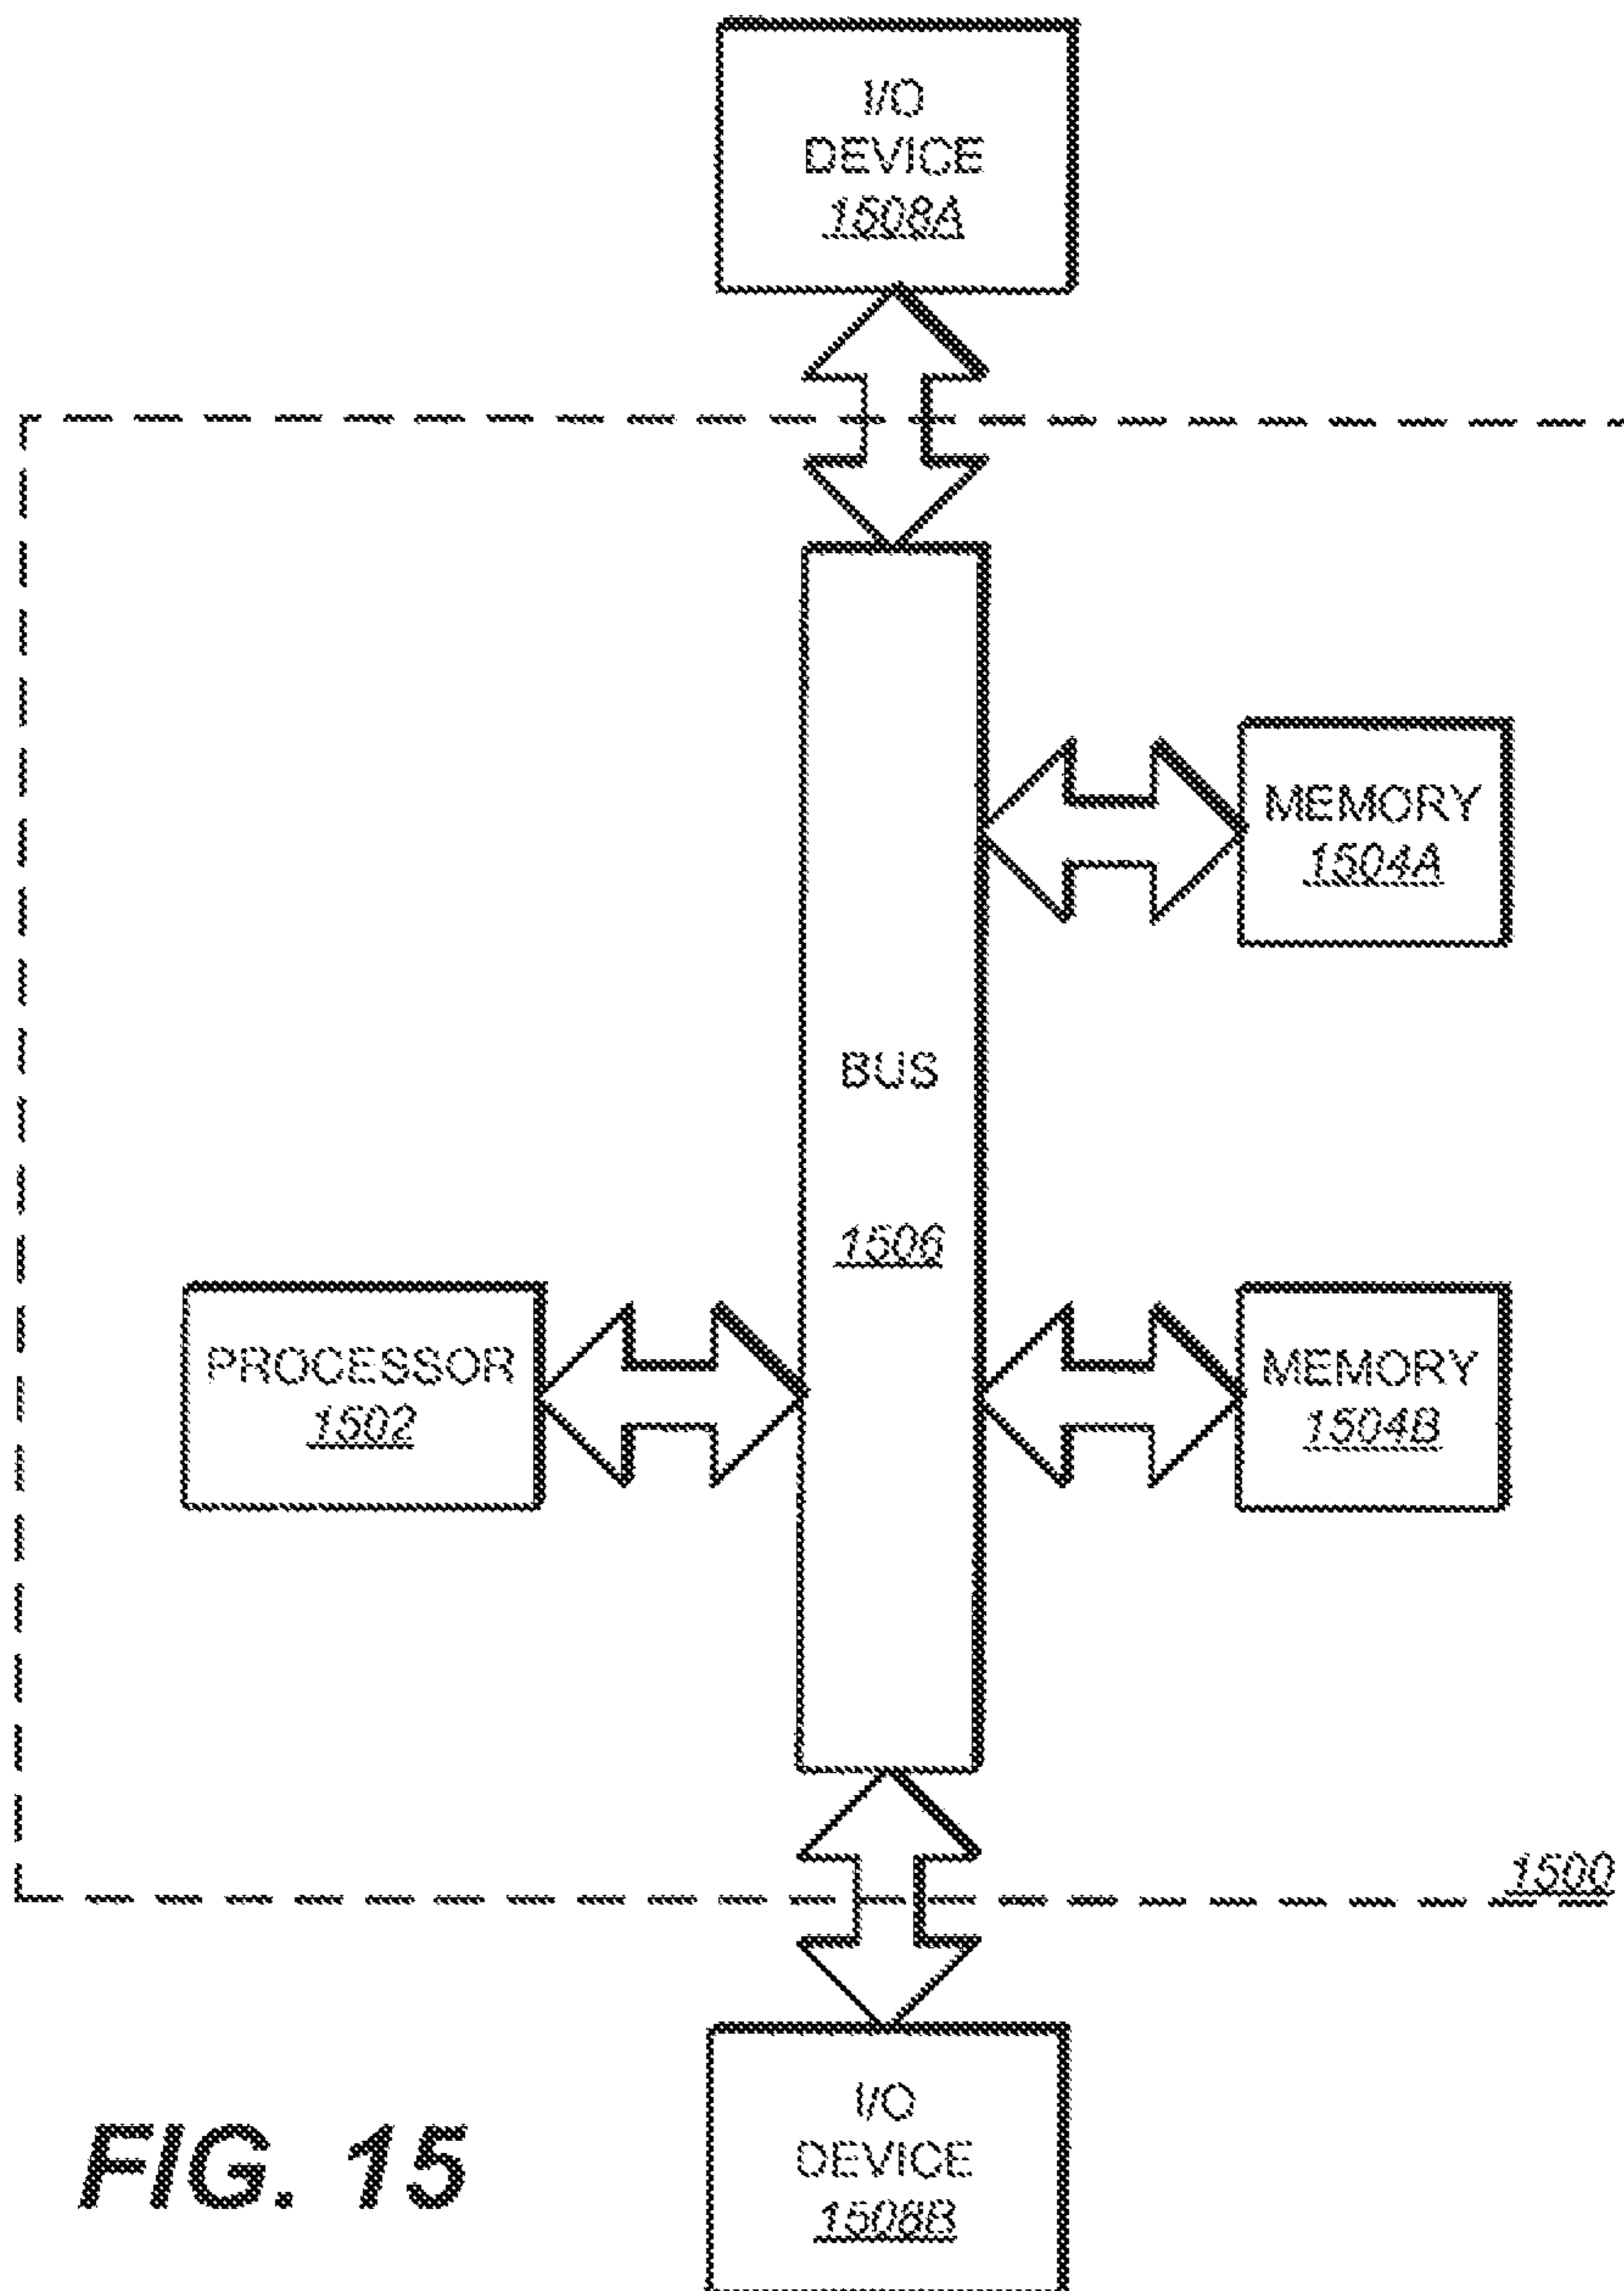 I/O
DEVICE
1508A
MEMORY
1504A
BUS
1506
PROCESSOR
1502
MEMORY
1504B
1500
I/O
DEVICE
1508B
FIG. 15